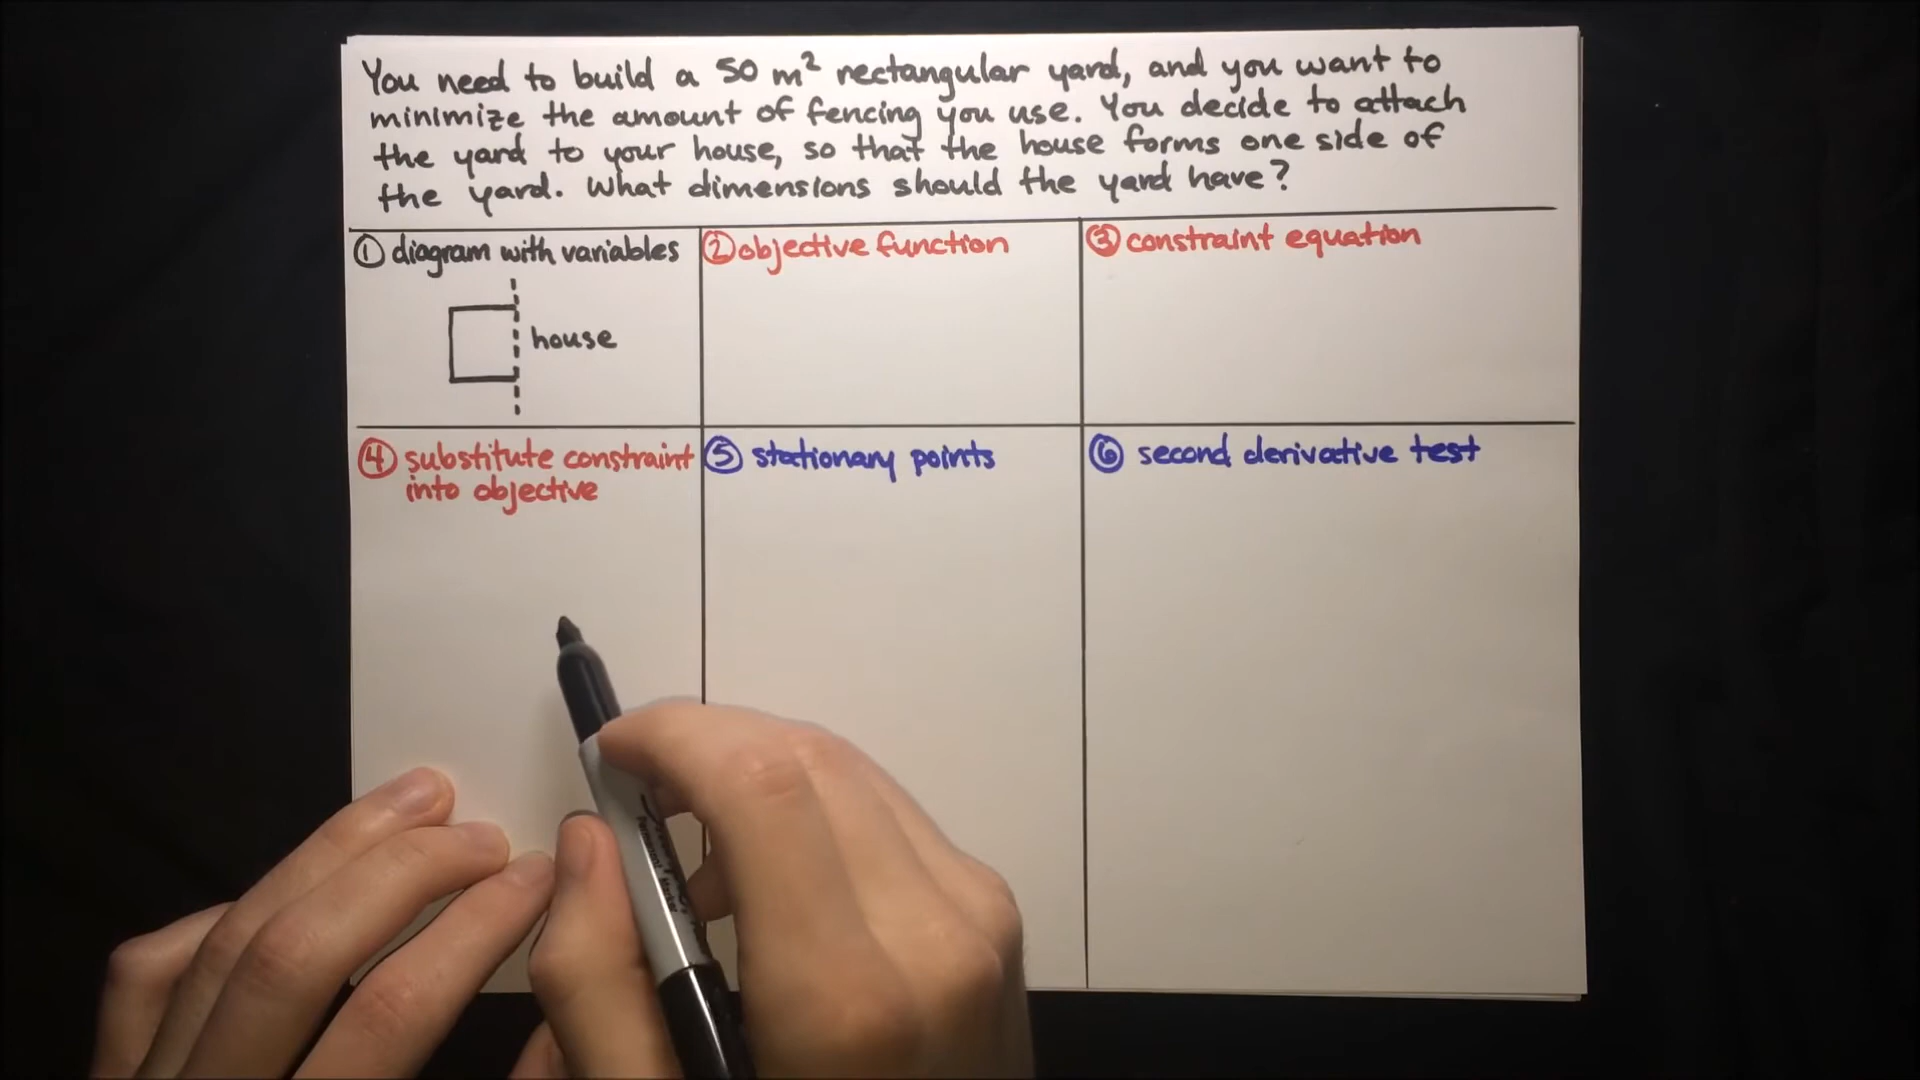 You need to build a 50 m² rectangular yard, and you want to
minimize the amount of fencing you use. You decide to attach
the yard to your house, so that the house forms one side of
the yard. What dimensions should the yard have?
① diagram with variables
house
② objective function
③ constraint equation
④ substitute constraint
into objective
⑤ stationary points
⑥ second derivative test
Permanent Marker